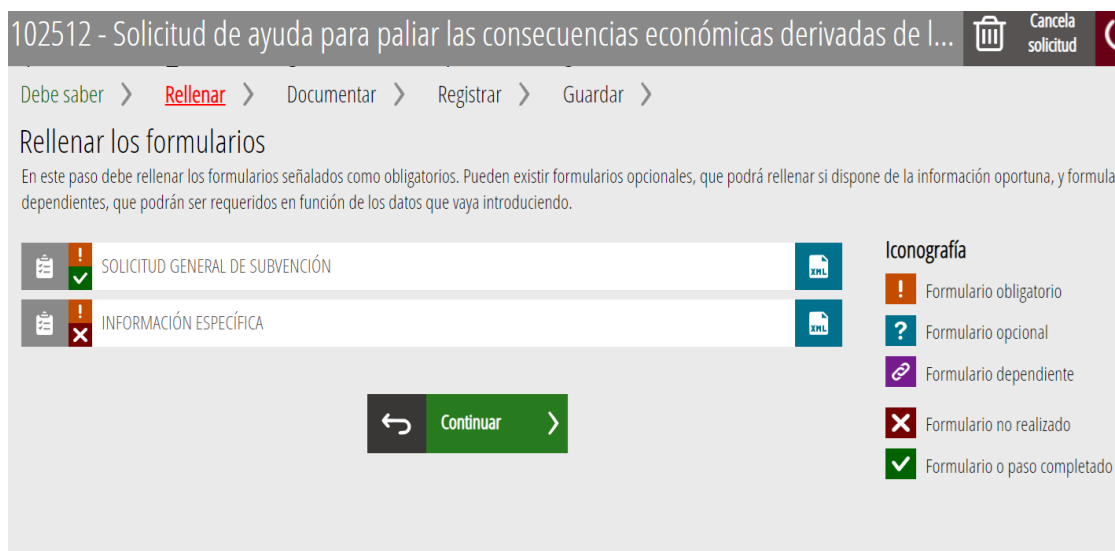 102512 - Solicitud de ayuda para paliar las consecuencias económicas derivadas de l...
Cancela
solicitud
Debe saber
Rellenar
Documentar
Registrar
Guardar
Rellenar los formularios
En este paso debe rellenar los formularios señalados como obligatorios. Pueden existir formularios opcionales, que podrá rellenar si dispone de la información oportuna, y formula
dependientes, que podrán ser requeridos en función de los datos que vaya introduciendo.
SOLICITUD GENERAL DE SUBVENCIÓN
XML
INFORMACIÓN ESPECÍFICA
XML
Continuar
Iconografía
Formulario obligatorio
Formulario opcional
Formulario dependiente
Formulario no realizado
Formulario o paso completado